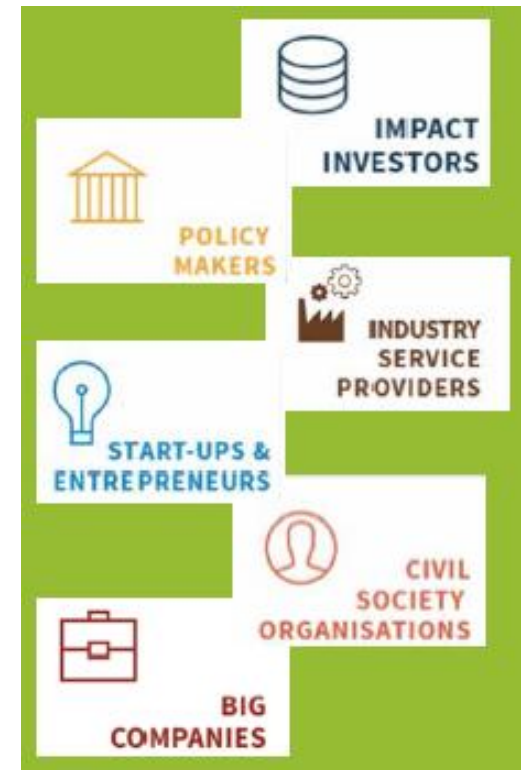 IMPACT
INVESTORS
POLICY
MAKERS
INDUSTRY
SERVICE
PROVIDERS
START-UPS &
ENTREPRENEURS
CIVIL
SOCIETY
ORGANISATIONS
BIG
COMPANIES